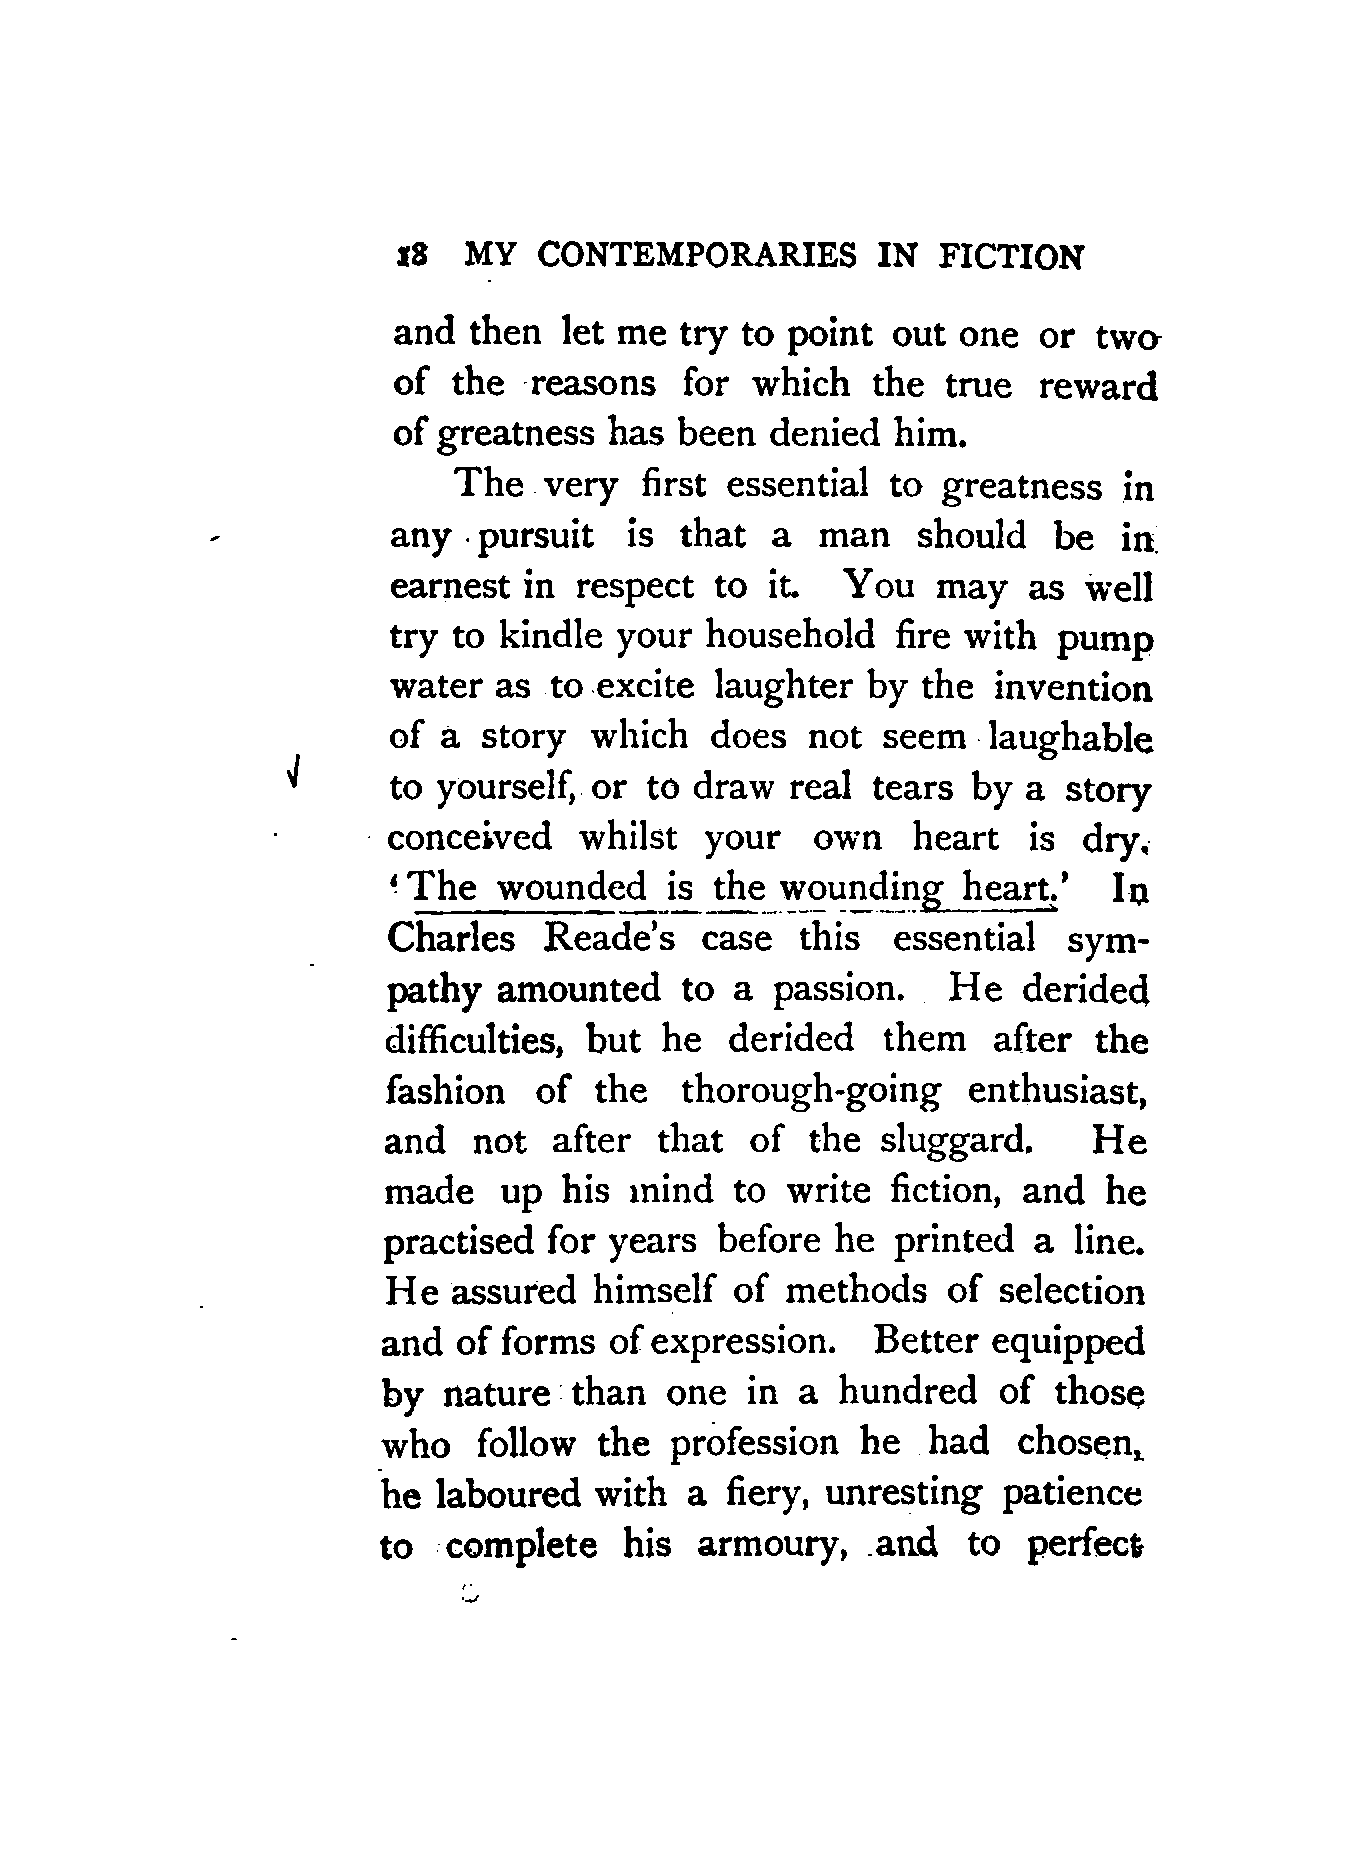 18 MY CONTEMPORARIES IN FICTION
and then let me try to point out one or two
of the reasons for which the true reward
of greatness has been denied him.
The very first essential to greatness in
any pursuit is that a man should be in
earnest in respect to it. You may as well
try to kindle your household fire with pump
water as to excite laughter by the invention
of a story which does not seem laughable
to yourself, or to draw real tears by a story
conceived whilst your own heart is dry.
‘The wounded is the wounding heart.’ In
Charles Reade’s case this essential sym-
pathy amounted to a passion. He derided
difficulties, but he derided them after the
fashion of the thorough-going enthusiast,
and not after that of the sluggard. He
made up his mind to write fiction, and he
practised for years before he printed a line.
He assured himself of methods of selection
and of forms of expression. Better equipped
by nature than one in a hundred of those
who follow the profession he had chosen,
he laboured with a fiery, unresting patience
to complete his armoury, and to perfect